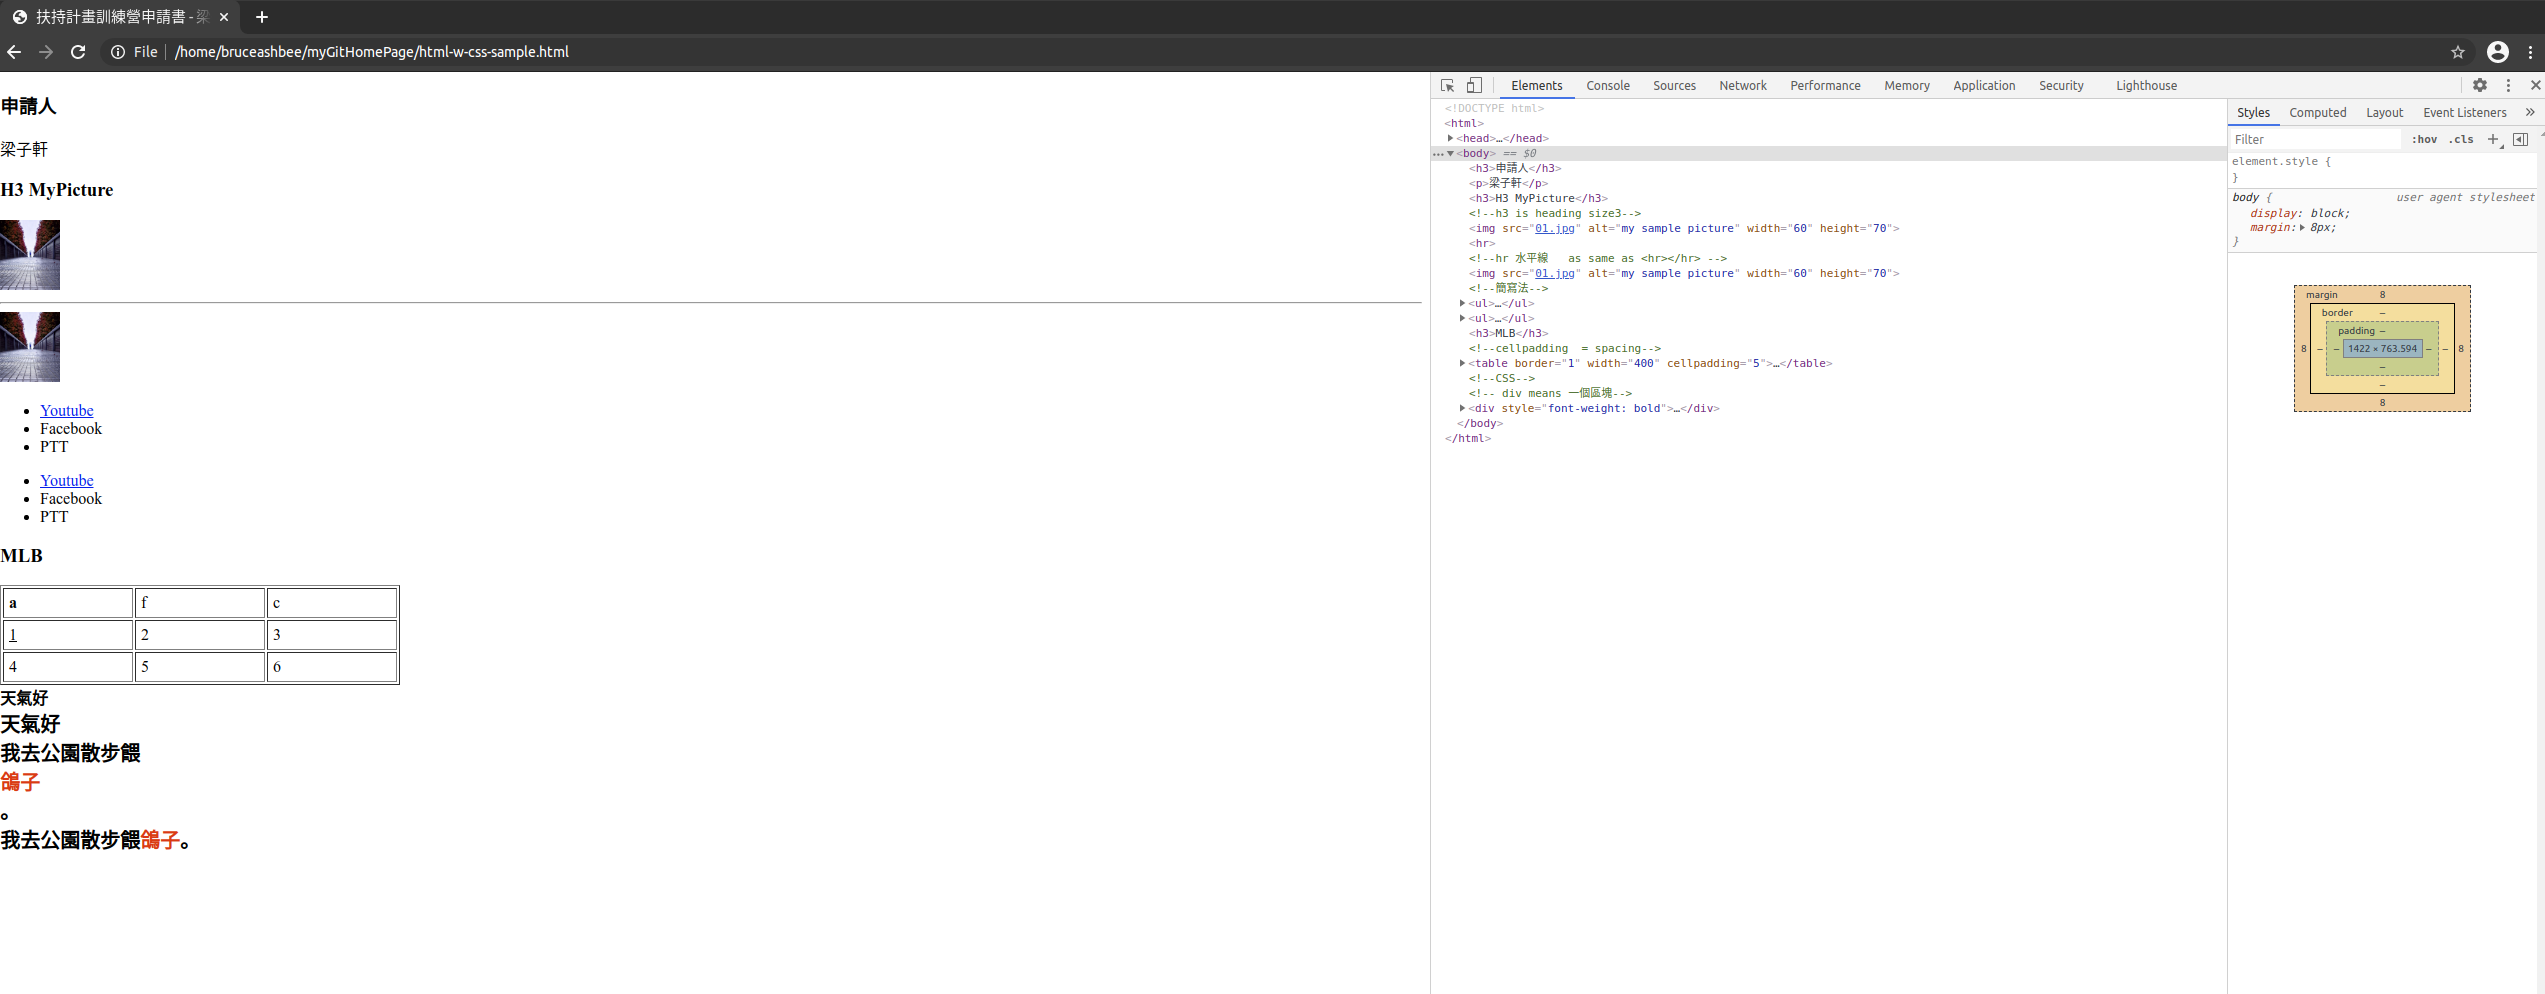 扶持計畫訓練營申請書 - 梁
File | /home/bruceashbee/myGitHomePage/html-w-css-sample.html
申請人
梁子軒
H3 MyPicture
Youtube
Facebook
PTT
Youtube
Facebook
PTT
MLB
a f c
1 2 3
4 5 6
天氣好
天氣好
我去公園散步餵
鴿子
。
我去公園散步餵鴿子。
Elements Console Sources Network Performance Memory Application Security Lighthouse
<!DOCTYPE html>
<html>
<head>…</head>
<body> == $0
<h3>申請人</h3>
<p>梁子軒</p>
<h3>H3 MyPicture</h3>
<!--h3 is heading size3-->
<img src="01.jpg" alt="my sample picture" width="60" height="70">
<hr>
<!--hr 水平線   as same as <hr></hr> -->
<img src="01.jpg" alt="my sample picture" width="60" height="70">
<!--簡寫法-->
<ul>…</ul>
<ul>…</ul>
<h3>MLB</h3>
<!--cellpadding  = spacing-->
<table border="1" width="400" cellpadding="5">…</table>
<!--CSS-->
<!-- div means 一個區塊-->
<div style="font-weight: bold">…</div>
</body>
</html>
Styles Computed Layout Event Listeners »
Filter :hov .cls
element.style {
}
body { user agent stylesheet
display: block;
margin: 8px;
}
margin 8
border –
padding –
8 – – 1422 × 763.594 – – 8
–
–
8